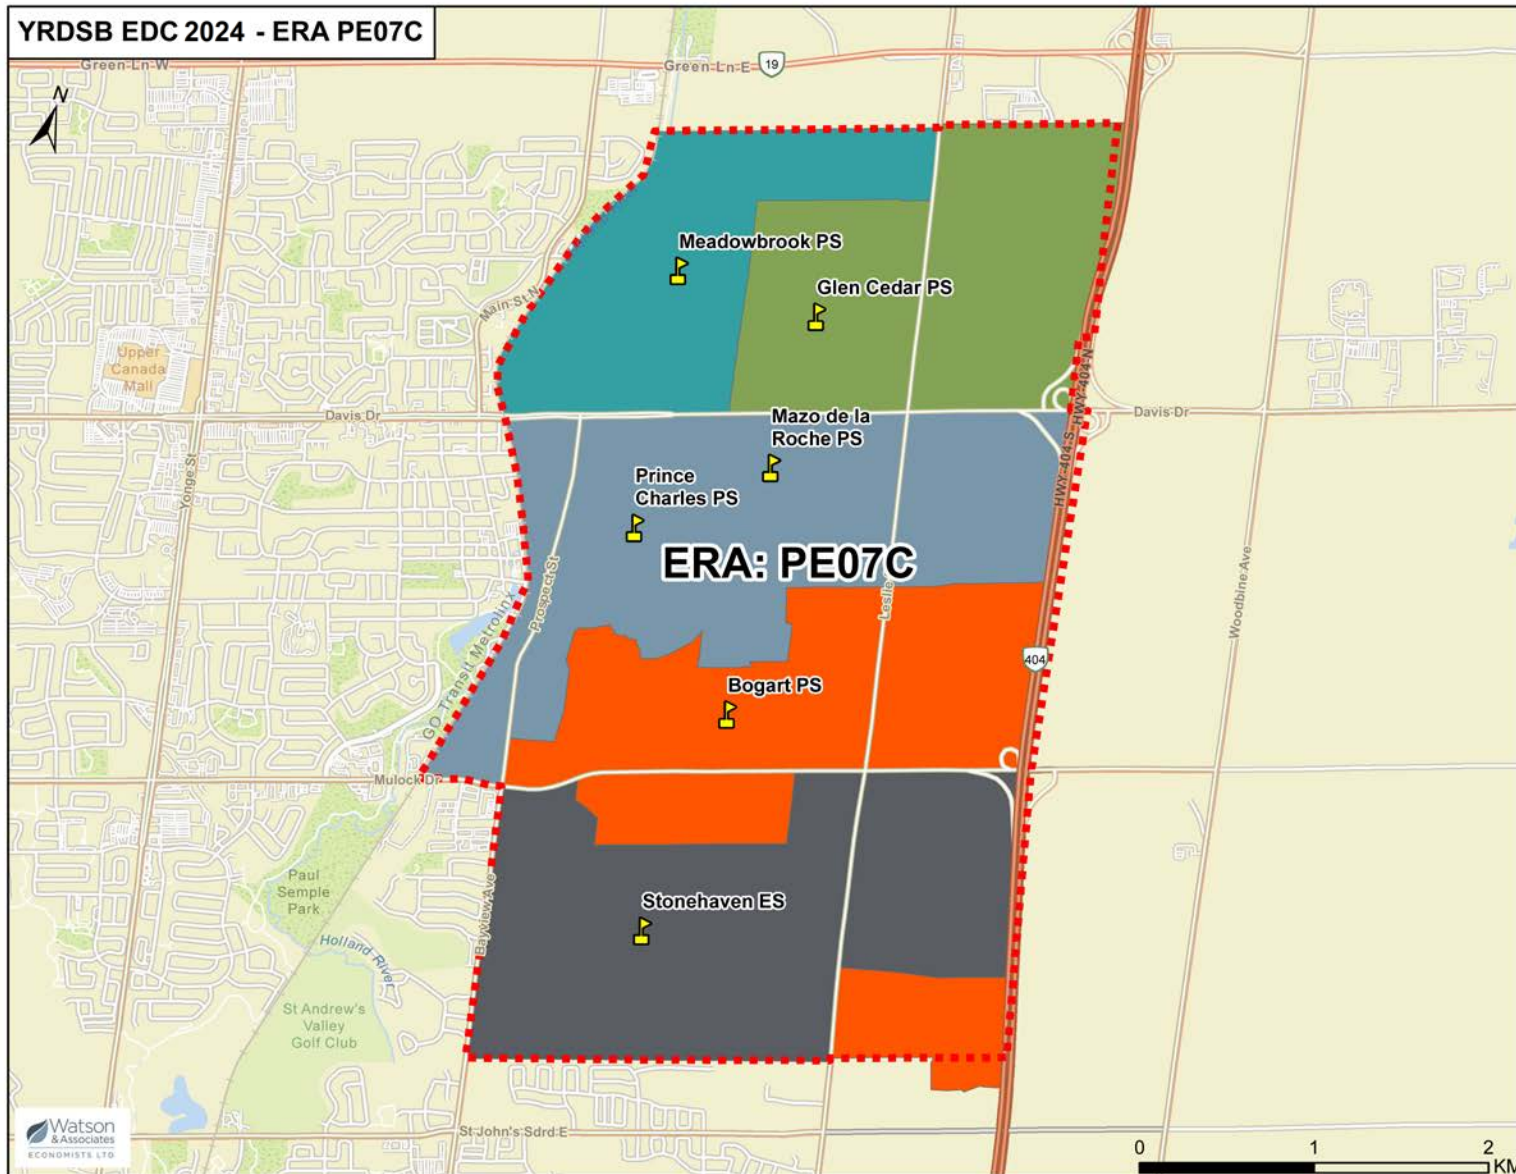 YRDSB EDC 2024 - ERA PE07C
Green Ln W
Green Ln E
19
N
Meadowbrook PS
Glen Cedar PS
Main St N
Upper
Canada
Mall
Davis Dr
Davis Dr
Mazo de la
Roche PS
HWY 404 N
HWY 404 S
Yonge St
Prince
Charles PS
ERA: PE07C
Prospect St
Leslie
Woodbine Ave
GO Transit Metrolinx
404
Bogart PS
Mulock Dr
Paul
Semple
Park
Stonehaven ES
Bayview Ave
Holland
River
St Andrew's
Valley
Golf Club
Watson
& Associates
ECONOMISTS LTD
St John's Sdrd E
0 1 2
KM